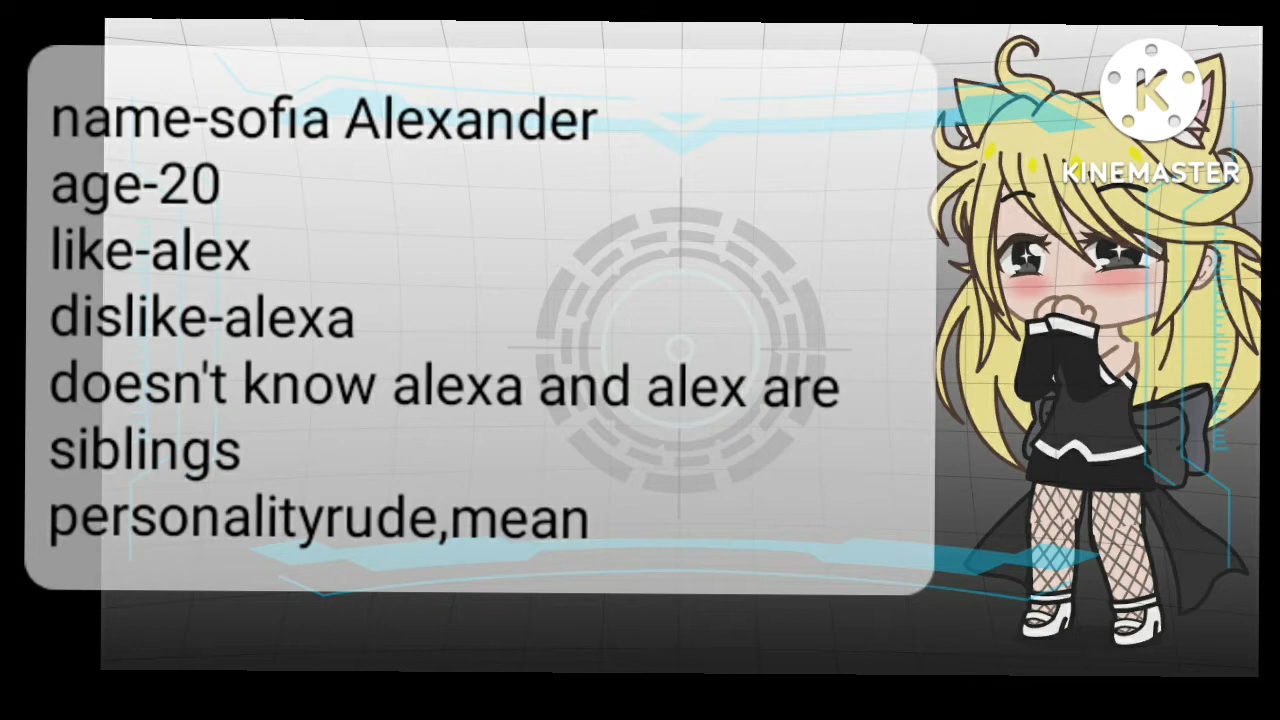 name-sofia Alexander
age-20
like-alex
dislike-alexa
doesn't know alexa and alex are
siblings
personalityrude,mean
K
KINEMASTER